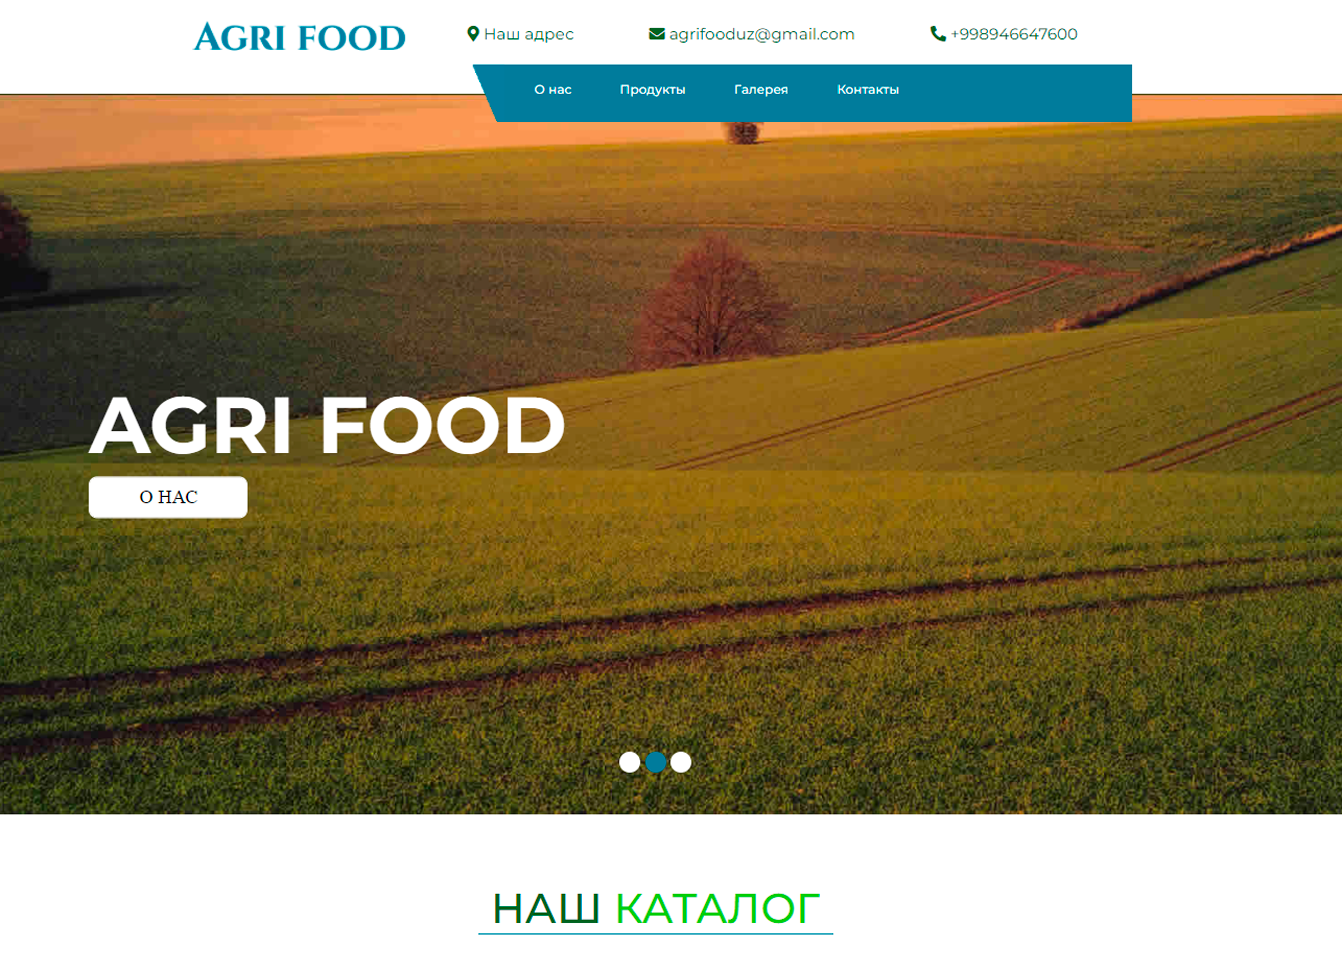 AGRI FOOD
Наш адрес
agrifooduz@gmail.com
+998946647600
О нас
Продукты
Галерея
Контакты
AGRI FOOD
О НАС
НАШ КАТАЛОГ